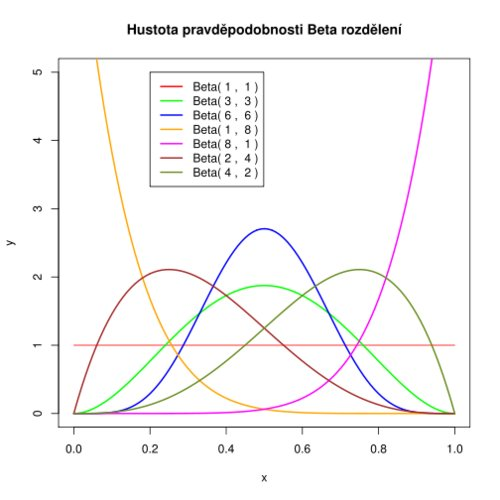 Hustota pravděpodobnosti Beta rozdělení
Beta( 1 , 1 )
Beta( 3 , 3 )
Beta( 6 , 6 )
Beta( 1 , 8 )
Beta( 8 , 1 )
Beta( 2 , 4 )
Beta( 4 , 2 )
y
5
4
3
2
1
0
0.0 0.2 0.4 0.6 0.8 1.0
x